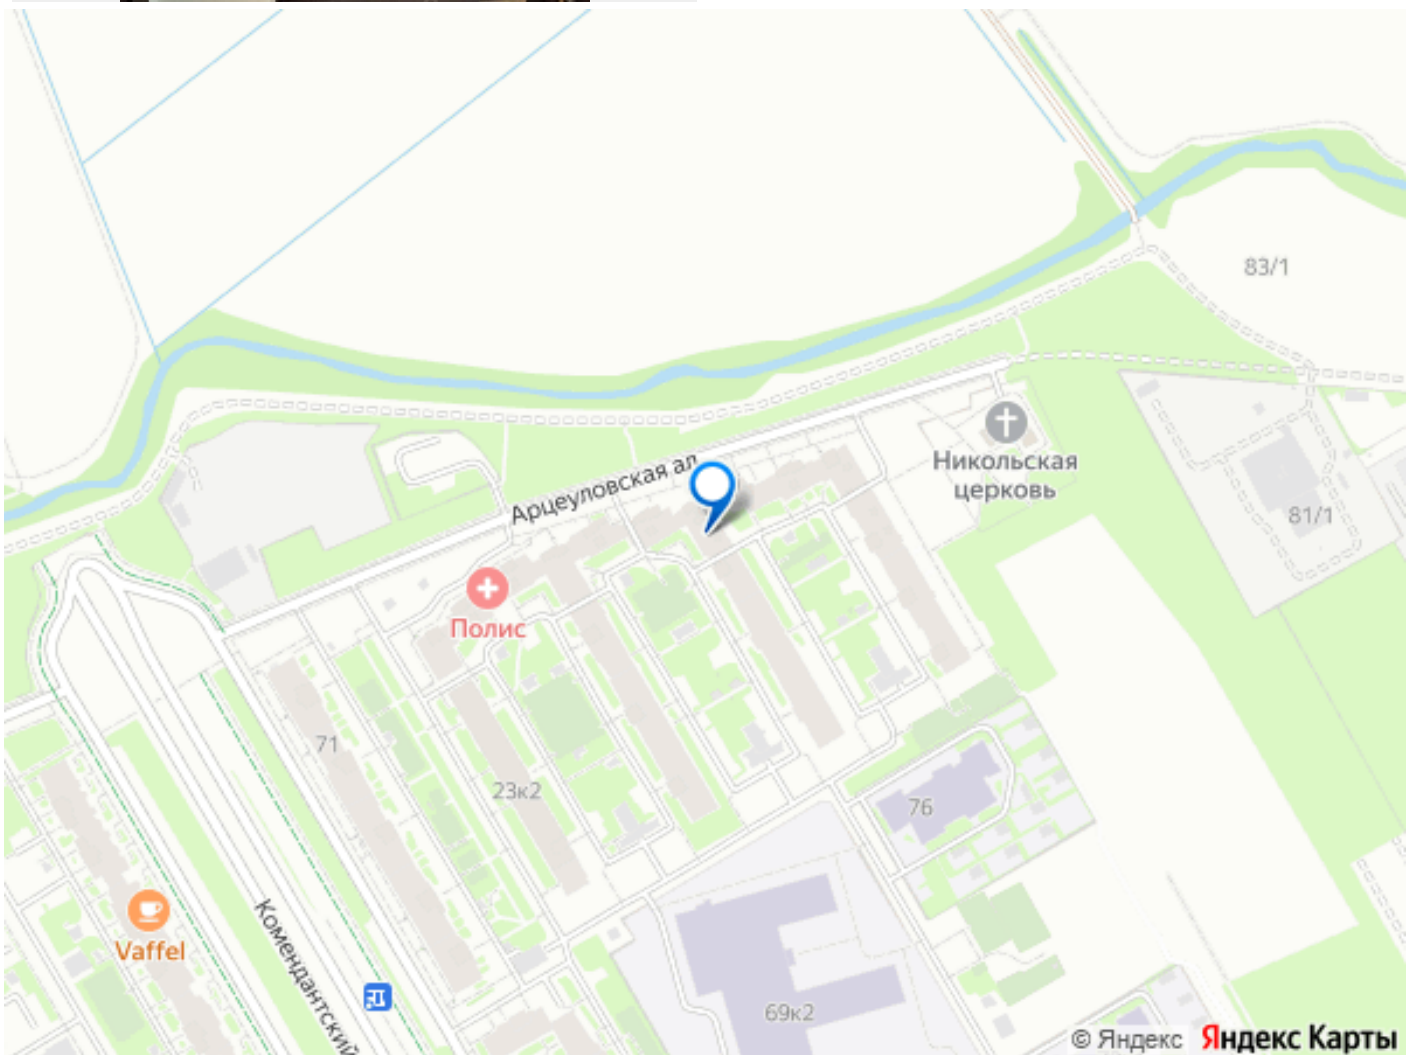 83/1
Арцеуловская ал.
Никольская
церковь
81/1
Полис
71
23к2
76
Vaffel
Комендантский
69к2
© Яндекс Яндекс Карты